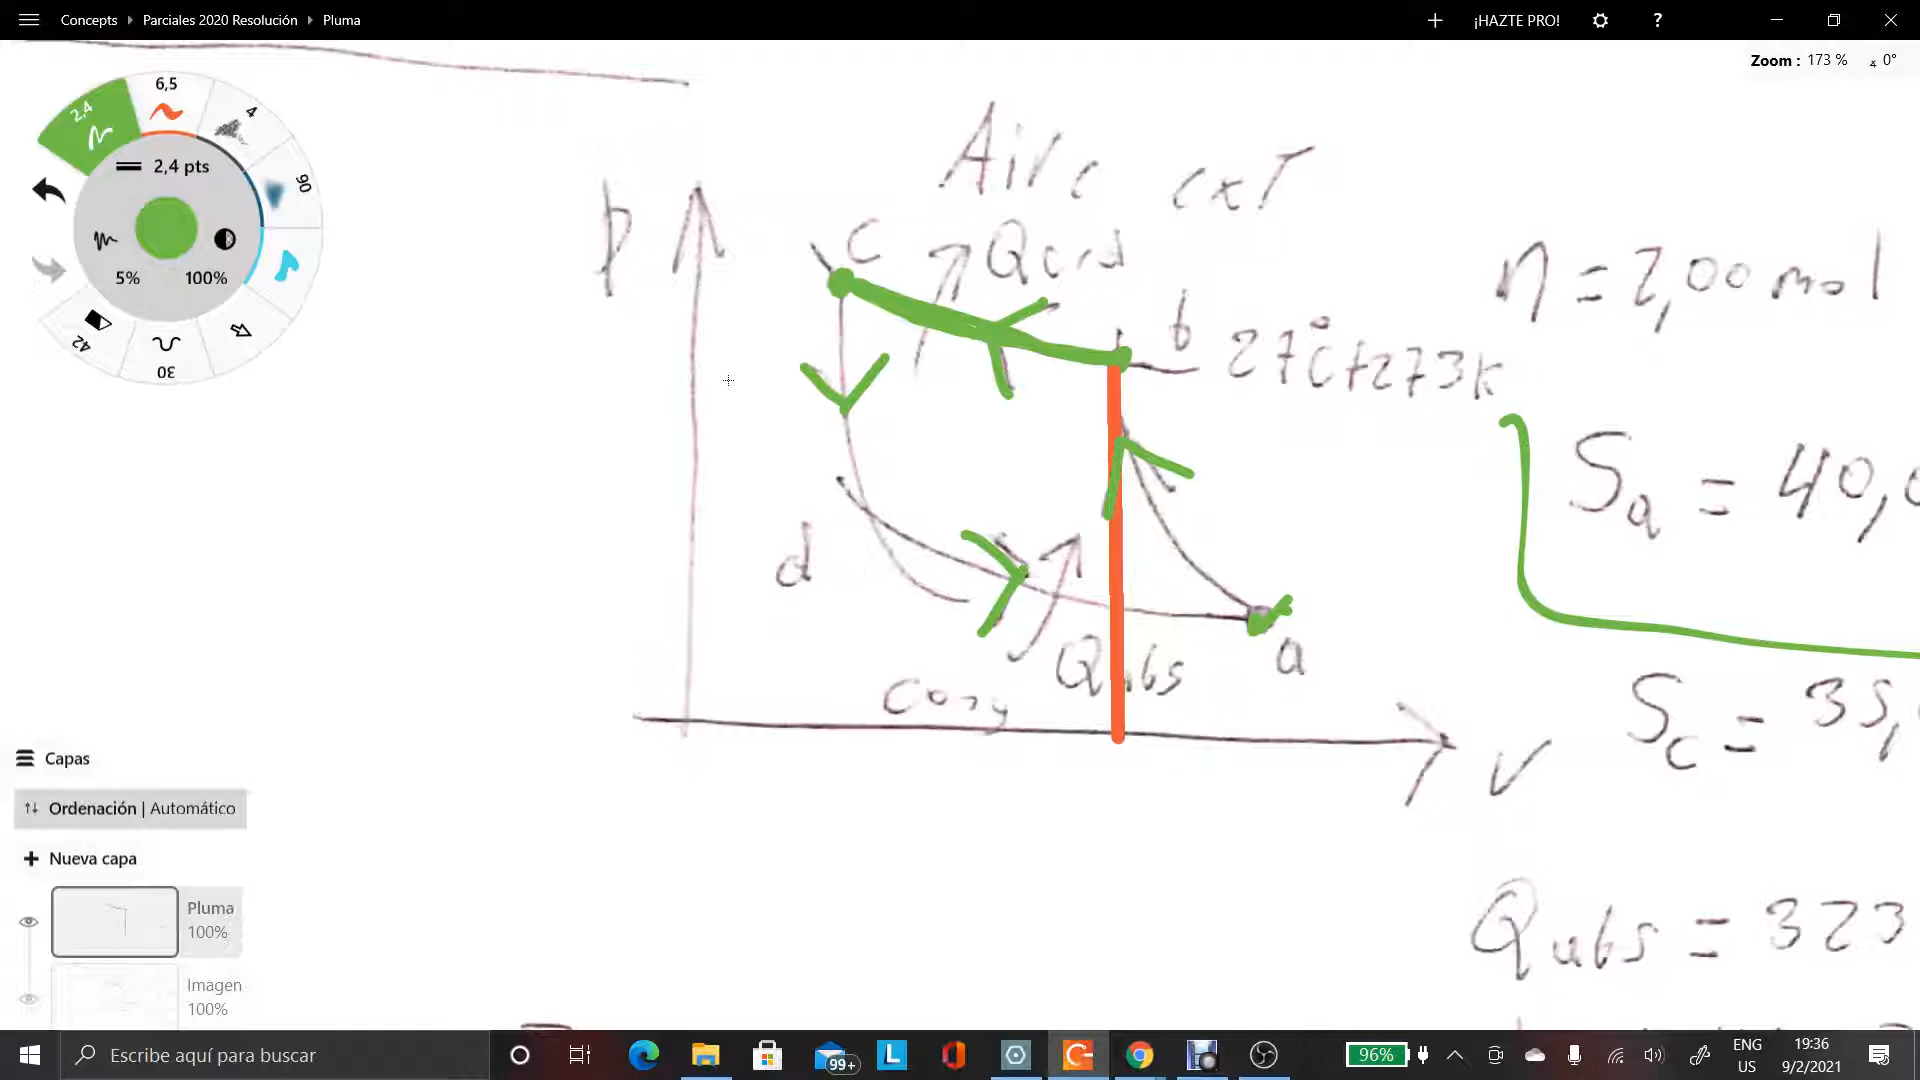 Concepts Parciales 2020 Resolución Pluma
¡HAZTE PRO!
?
Zoom : 173 % 0°
6,5
2,4
4
2,4 pts
90
5% 100%
42
30
Aire ext
p
c
Qced
b 27°C+273K
n = 2,00 mol
Sa = 40,0
d
Qabs
a
Cong
V
Sc = 35,
Qabs = 323
Capas
Ordenación | Automático
Nueva capa
Pluma
100%
Imagen
100%
Escribe aquí para buscar
99+
96%
ENG
US
19:36
9/2/2021